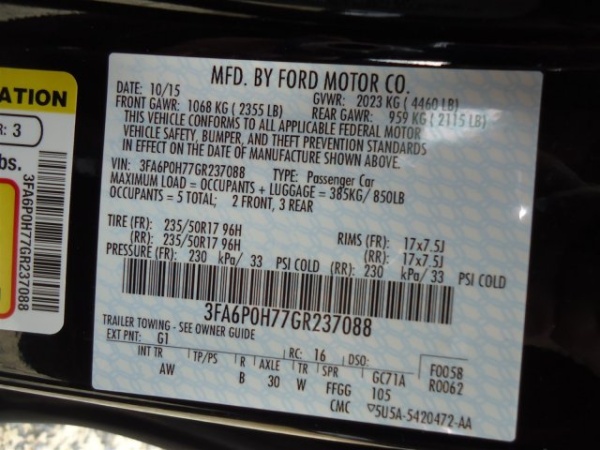 MFD. BY FORD MOTOR CO.
DATE: 10/15 GVWR: 2023 KG (4460 LB)
FRONT GAWR: 1068 KG (2355 LB) REAR GAWR: 959 KG (2115 LB)
THIS VEHICLE CONFORMS TO ALL APPLICABLE FEDERAL MOTOR
VEHICLE SAFETY, BUMPER, AND THEFT PREVENTION STANDARDS
IN EFFECT ON THE DATE OF MANUFACTURE SHOWN ABOVE.
VIN: 3FA6P0H77GR237088 TYPE: Passenger Car
MAXIMUM LOAD = OCCUPANTS + LUGGAGE = 385KG/850LB
OCCUPANTS = 5 TOTAL; 2 FRONT, 3 REAR
TIRE (FR): 235/50R17 96H RIMS (FR): 17x7.5J
(RR): 235/50R17 96H (RR): 17x7.5J
PRESSURE (FR): 230 kPa/ 33 PSI COLD (RR): 230 kPa/ 33 PSI COLD
3FA6P0H77GR237088
TRAILER TOWING - SEE OWNER GUIDE
EXT PNT: G1 RC: 16 DSO: F0058
INT TR TP/PS R AXLE TR SPR GC71A R0062
AW B 30 W FFGG 105
CMC 5U5A-5420472-AA
ATION
R: 3
bs.
3FA6P0H77GR237088